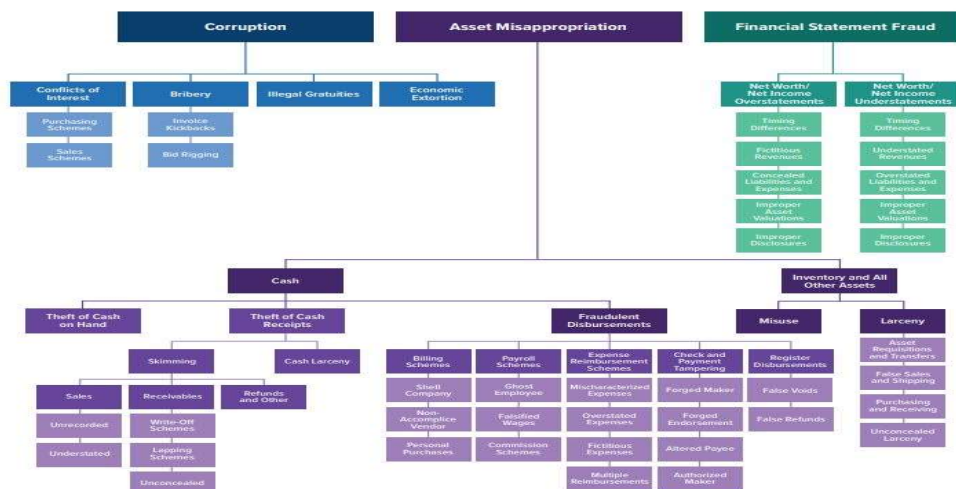 Corruption
Asset Misappropriation
Financial Statement Fraud
Conflicts of
Interest
Bribery
Illegal Gratuities
Economic
Extortion
Net Worth/
Net Income
Overstatements
Net Worth/
Net Income
Understatements
Purchasing
Schemes
Sales
Schemes
Invoice
Kickbacks
Bid Rigging
Timing
Differences
Fictitious
Revenues
Concealed
Liabilities and
Expenses
Improper
Asset
Valuations
Improper
Disclosures
Timing
Differences
Understated
Revenues
Overstated
Liabilities and
Expenses
Improper
Asset
Valuations
Improper
Disclosures
Cash
Inventory and All
Other Assets
Theft of Cash
on Hand
Theft of Cash
Receipts
Fraudulent
Disbursements
Misuse
Larceny
Skimming
Cash Larceny
Sales
Receivables
Refunds
and Other
Unrecorded
Understated
Write-Off
Schemes
Lapping
Schemes
Unconcealed
Billing
Schemes
Shell
Company
Non-
Accomplice
Vendor
Personal
Purchases
Payroll
Schemes
Ghost
Employee
Falsified
Wages
Commission
Schemes
Expense
Reimbursement
Schemes
Mischaracterized
Expenses
Overstated
Expenses
Fictitious
Expenses
Multiple
Reimbursements
Check and
Payment
Tampering
Forged Maker
Forged
Endorsement
Altered Payee
Authorized
Maker
Register
Disbursements
False Voids
False Refunds
Asset
Requisitions
and Transfers
False Sales
and Shipping
Purchasing
and Receiving
Unconcealed
Larceny